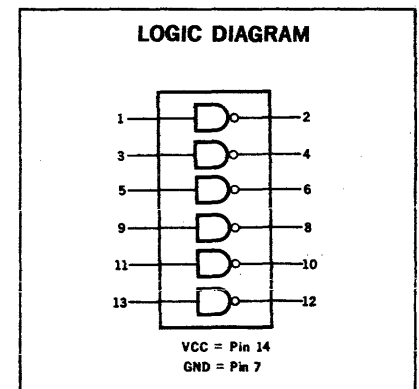 LOGIC DIAGRAM
1 2
3 4
5 6
9 8
11 10
13 12
VCC = Pin 14
GND = Pin 7